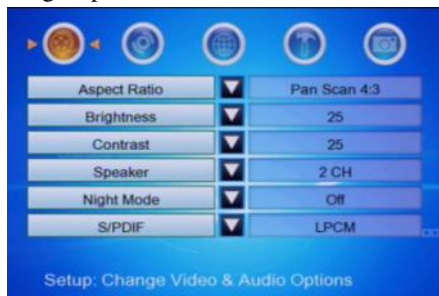 Aspect Ratio Pan Scan 4:3
Brightness 25
Contrast 25
Speaker 2 CH
Night Mode Off
S/PDIF LPCM
Setup: Change Video & Audio Options